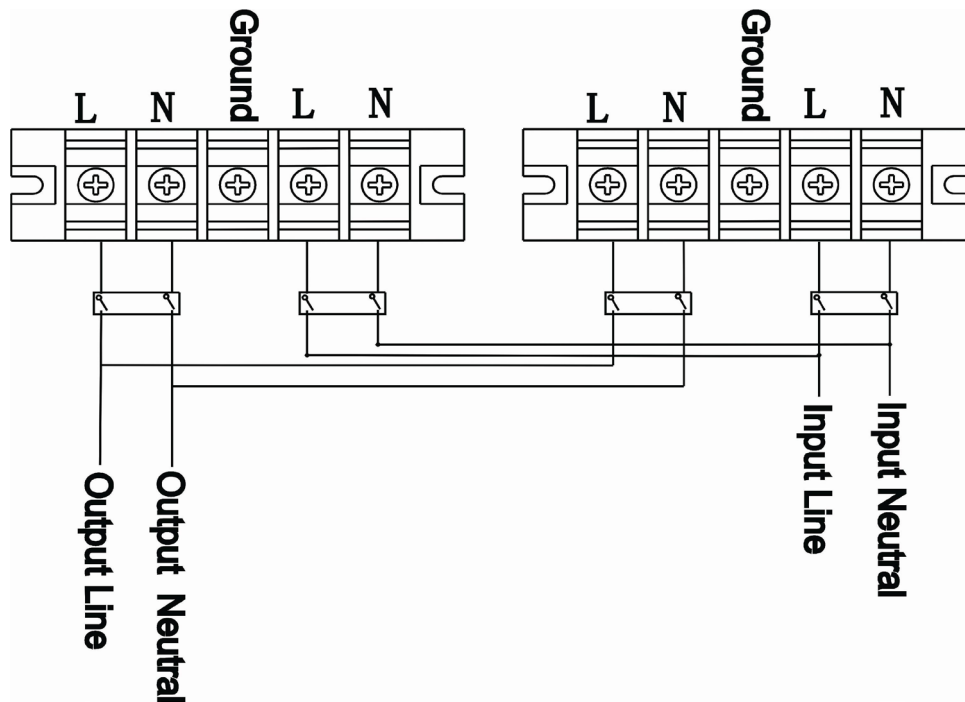 L N Ground L N
L N Ground L N
Output Line
Output Neutral
Input Line
Input Neutral